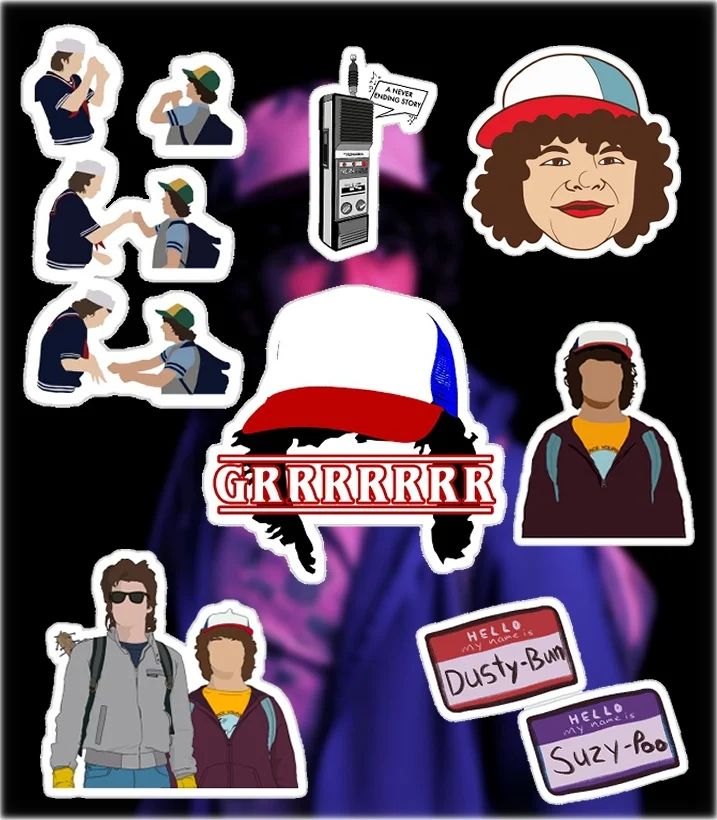 A NEVER
ENDING STORY
GRRRRRRR
HELLO
my name is
Dusty-Bun
HELLO
my name is
Suzy-Poo